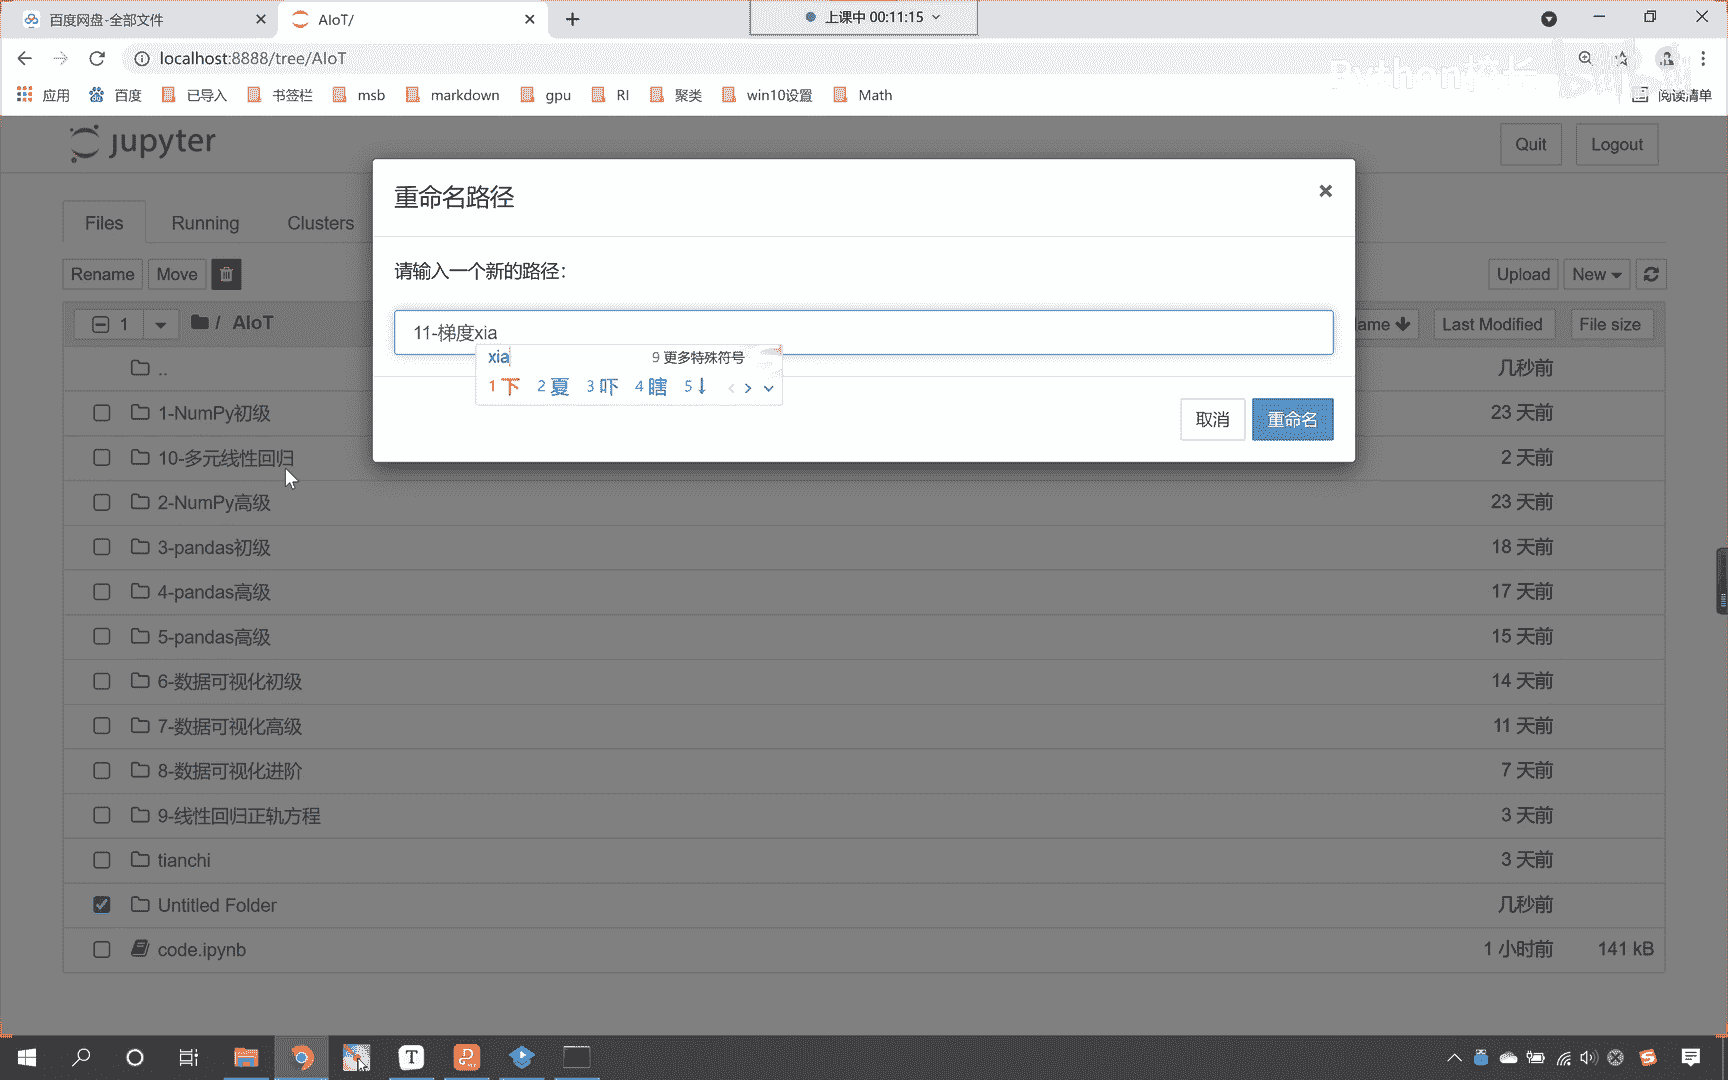 百度网盘-全部文件
AIoT/
上课中 00:11:15
localhost:8888/tree/AIoT
应用 百度 已导入 书签栏 msb markdown gpu RI 聚类 win10设置 Math 阅读清单
Python校长
jupyter
Quit Logout
重命名路径
Files Running Clusters
请输入一个新的路径：
Rename Move
Upload New
11-梯度xia
1 / AIoT
ame Last Modified File size
xia 9 更多特殊符号
1 下 2 夏 3 吓 4 瞎 5 ↓
取消 重命名
.. 几秒前
1-NumPy初级 23 天前
10-多元线性回归 2 天前
2-NumPy高级 23 天前
3-pandas初级 18 天前
4-pandas高级 17 天前
5-pandas高级 15 天前
6-数据可视化初级 14 天前
7-数据可视化高级 11 天前
8-数据可视化进阶 7 天前
9-线性回归正轨方程 3 天前
tianchi 3 天前
Untitled Folder 几秒前
code.ipynb 1 小时前 141 kB